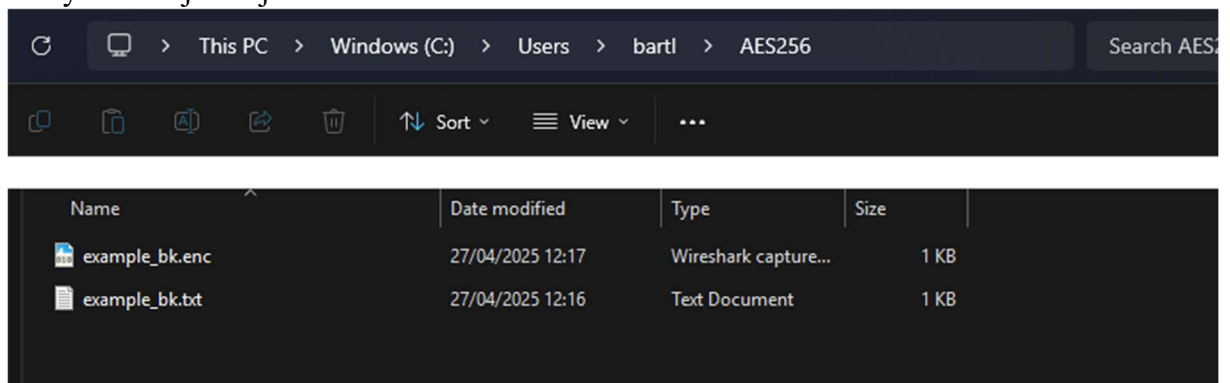 This PC > Windows (C:) > Users > bartl > AES256 Search AES2
Sort View ...
Name Date modified Type Size
example_bk.enc 27/04/2025 12:17 Wireshark capture... 1 KB
example_bk.txt 27/04/2025 12:16 Text Document 1 KB